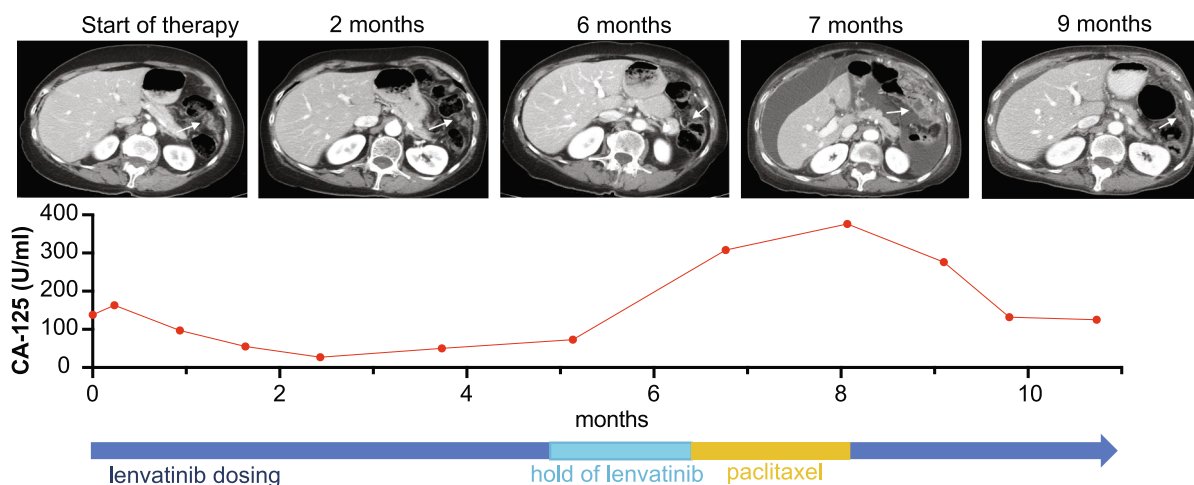 Start of therapy 2 months 6 months 7 months 9 months
400
300
200
100
0
CA-125 (U/ml)
0 2 4 6 8 10
months
lenvatinib dosing hold of lenvatinib paclitaxel